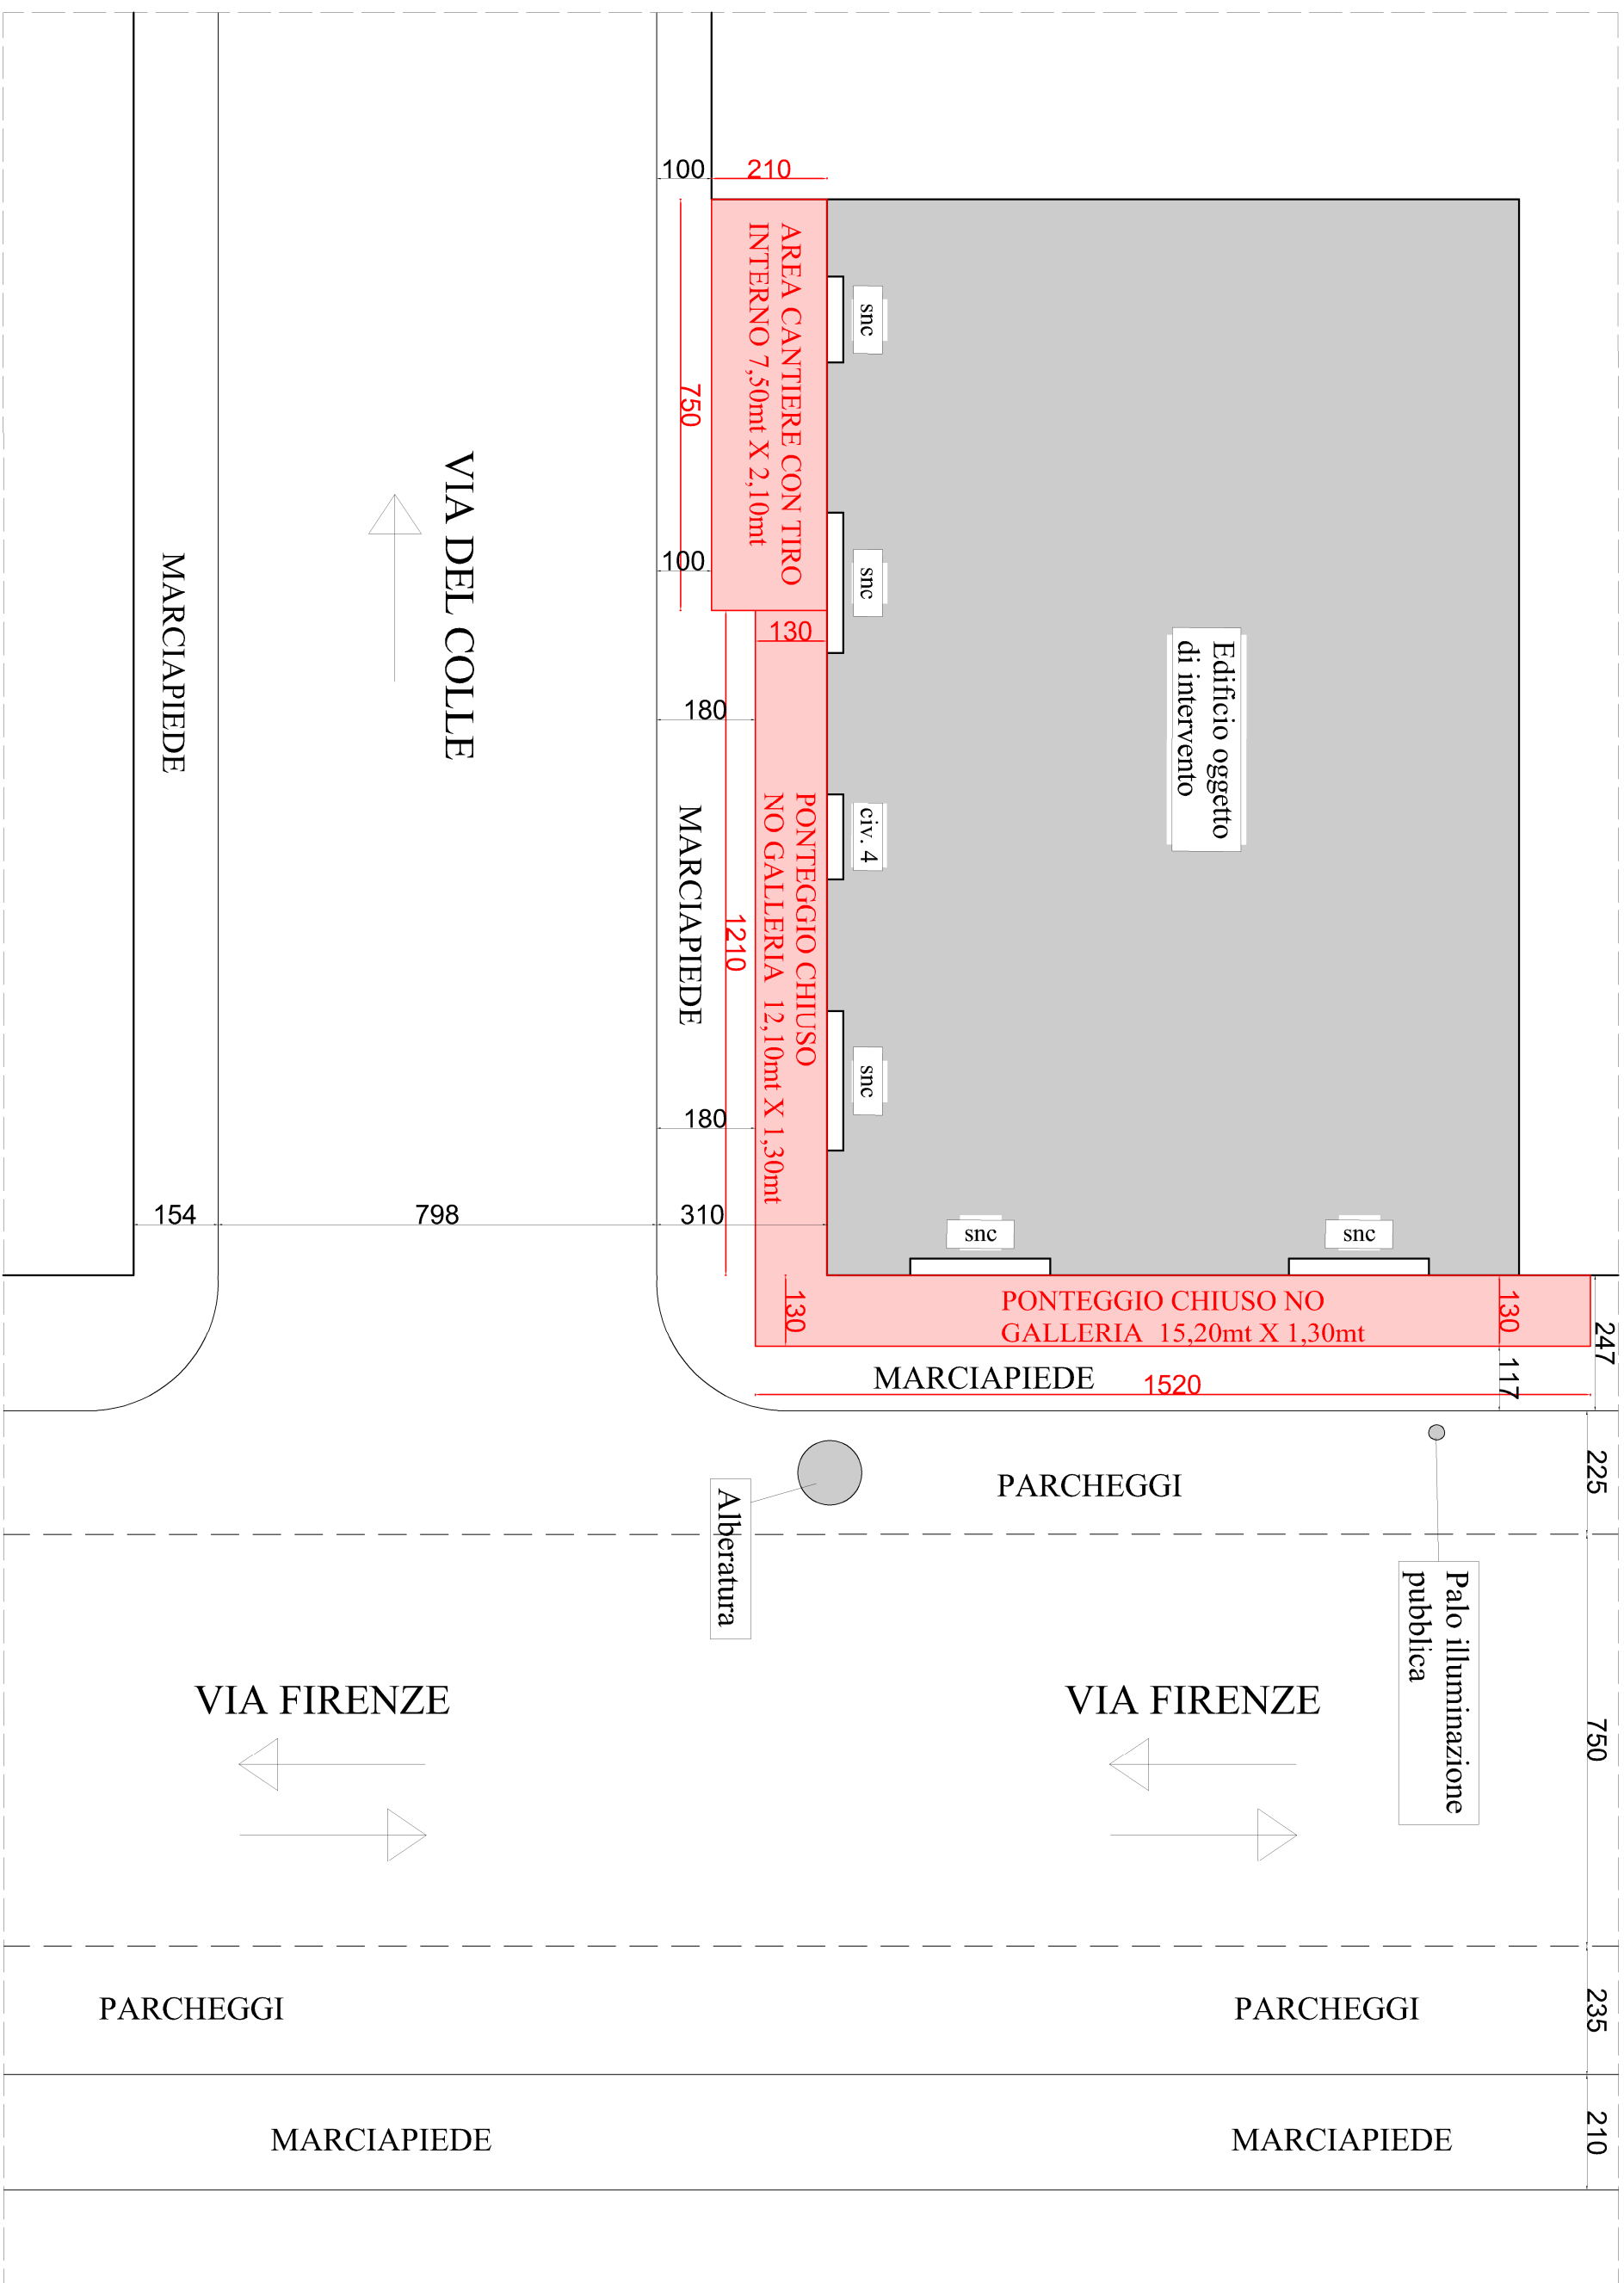 100
210
AREA CANTIERE CON TIRO
INTERNO 7,50mt X 2,10mt
750
snc
VIA DEL COLLE
MARCIAPIEDE
100
snc
130
Edificio oggetto
di intervento
180
MARCIAPIEDE
PONTEGGIO CHIUSO
NO GALLERIA  12,10mt X 1,30mt
civ. 4
1210
snc
180
154
798
310
snc
snc
130
PONTEGGIO CHIUSO NO
GALLERIA  15,20mt X 1,30mt
130
247
MARCIAPIEDE
1520
117
PARCHEGGI
225
Alberatura
Palo illuminazione
pubblica
VIA FIRENZE
VIA FIRENZE
750
PARCHEGGI
PARCHEGGI
235
MARCIAPIEDE
MARCIAPIEDE
210